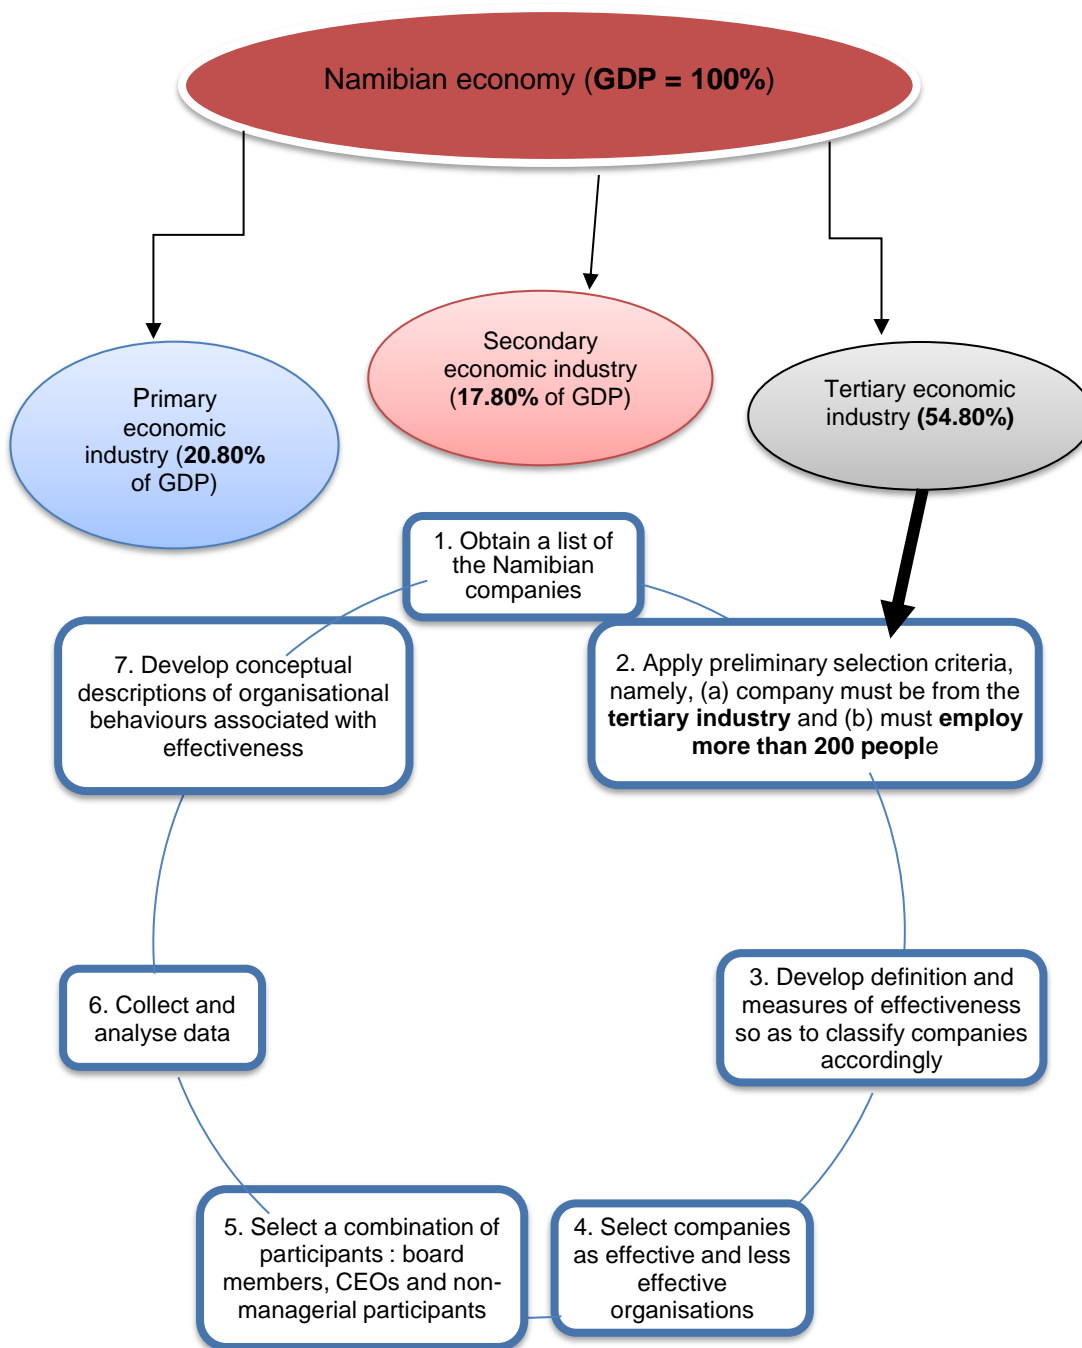 Namibian economy (GDP = 100%)
Primary
economic
industry (20.80%
of GDP)
Secondary
economic industry
(17.80% of GDP)
Tertiary economic
industry (54.80%)
1. Obtain a list of
the Namibian
companies
2. Apply preliminary selection criteria,
namely, (a) company must be from the
tertiary industry and (b) must employ
more than 200 people
3. Develop definition and
measures of effectiveness
so as to classify companies
accordingly
4. Select companies
as effective and less
effective
organisations
5. Select a combination of
participants : board
members, CEOs and non-
managerial participants
6. Collect and
analyse data
7. Develop conceptual
descriptions of organisational
behaviours associated with
effectiveness